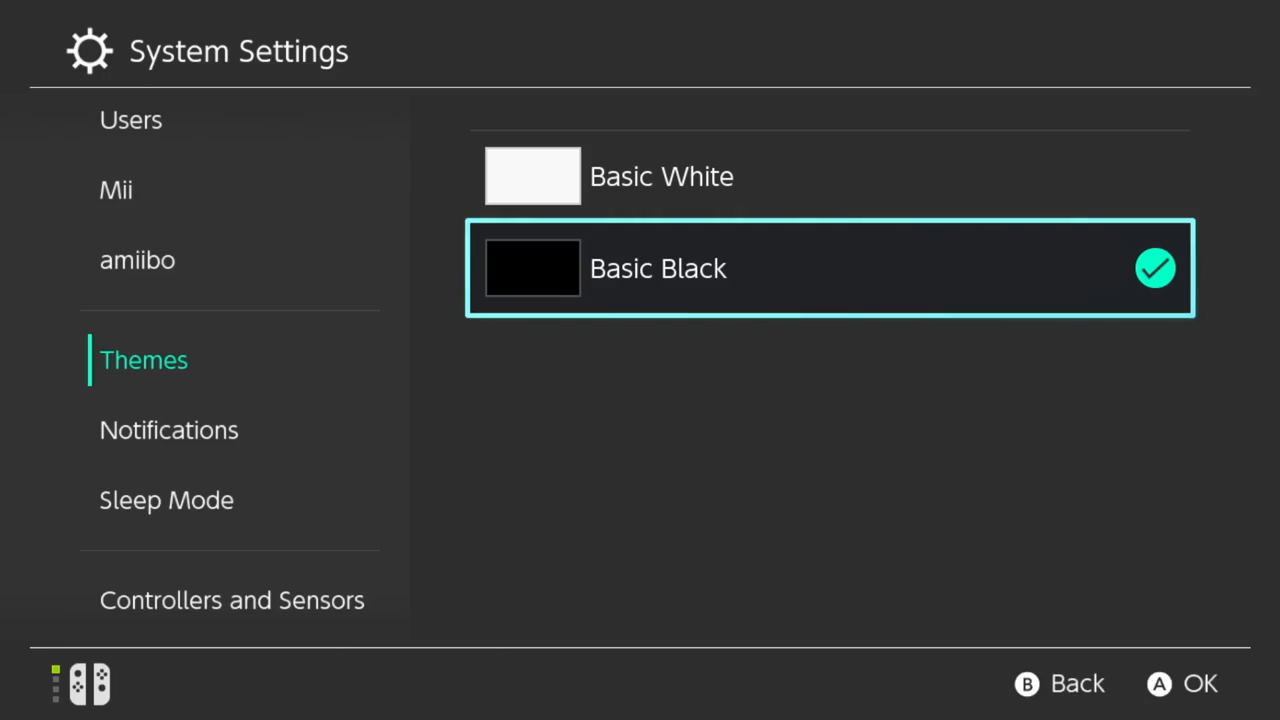 System Settings
Users
Mii
amiibo
Themes
Notifications
Sleep Mode
Controllers and Sensors
Basic White
Basic Black
B Back
A OK